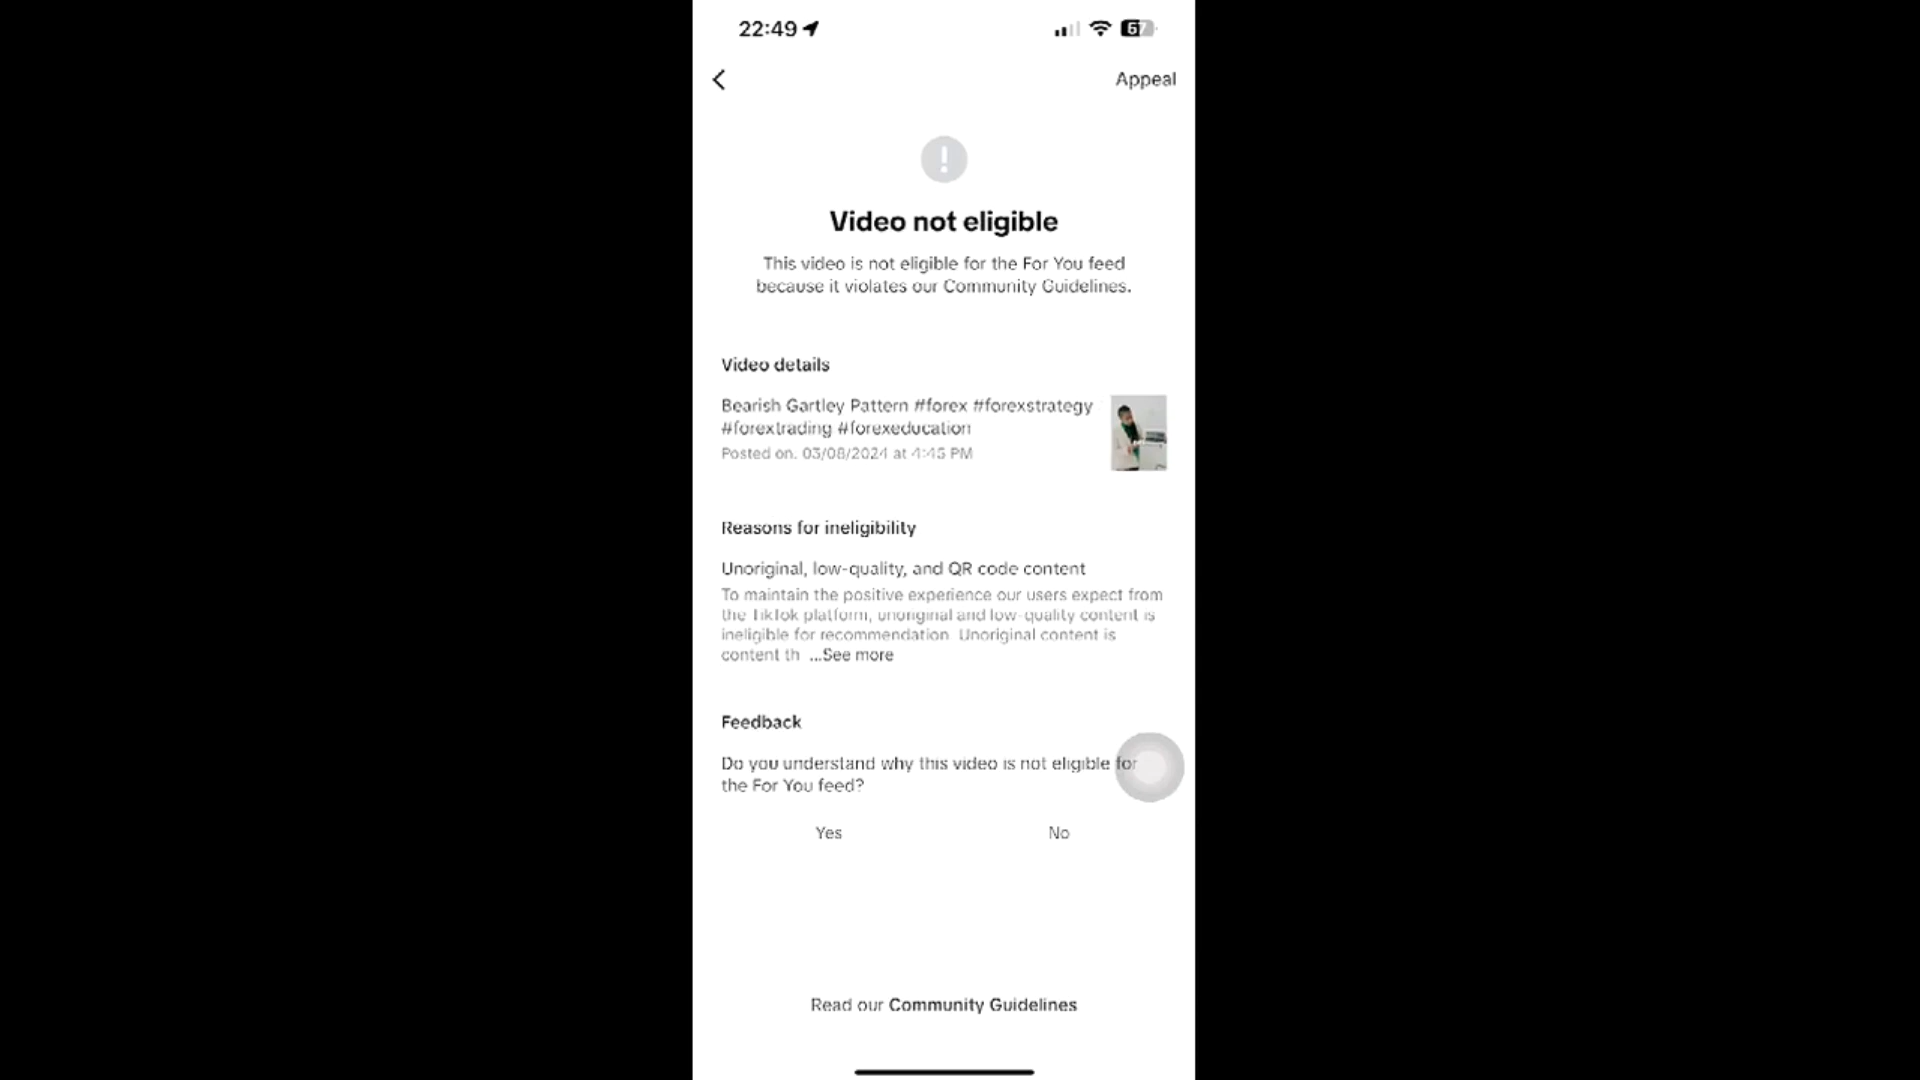 22:49
67
Appeal
Video not eligible
This video is not eligible for the For You feed
because it violates our Community Guidelines.
Video details
Bearish Gartley Pattern #forex #forexstrategy
#forextrading #forexeducation
Posted on. 03/08/2024 at 4:45 PM
Reasons for ineligibility
Unoriginal, low-quality, and QR code content
To maintain the positive experience our users expect from
the TikTok platform, unoriginal and low-quality content is
ineligible for recommendation Unoriginal content is
content th ...See more
Feedback
Do you understand why this video is not eligible for
the For You feed?
Yes
No
Read our Community Guidelines